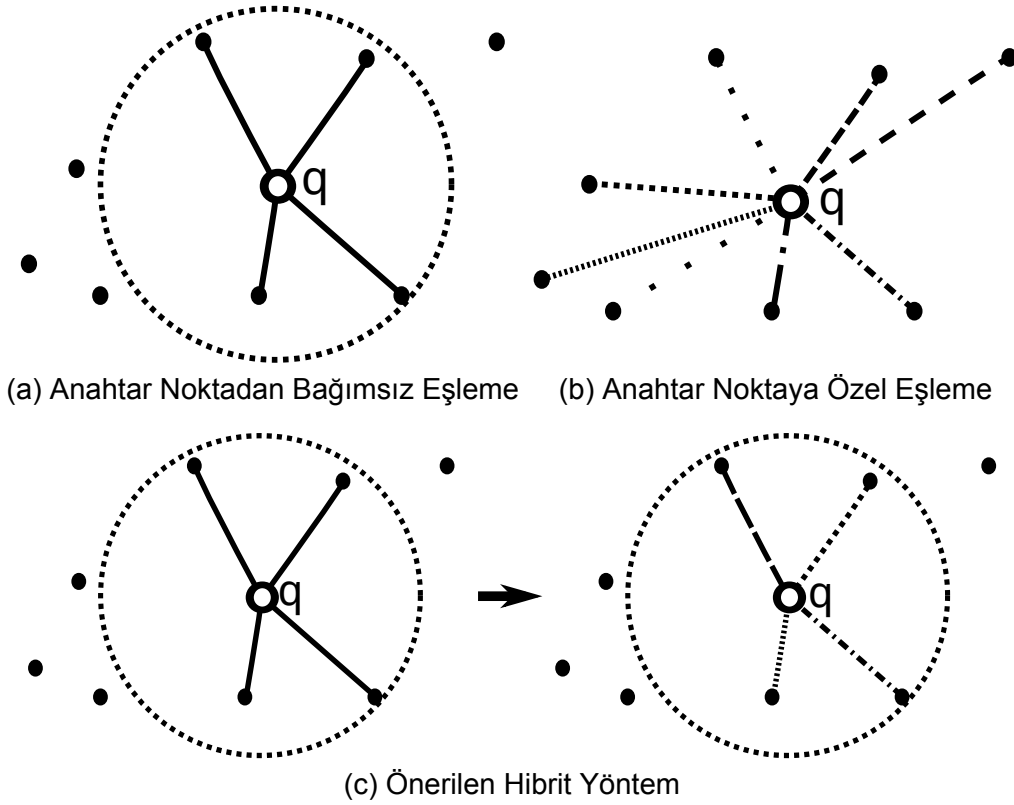 q
q
(a) Anahtar Noktadan Bağımsız Eşleme
(b) Anahtar Noktaya Özel Eşleme
q
q
(c) Önerilen Hibrit Yöntem